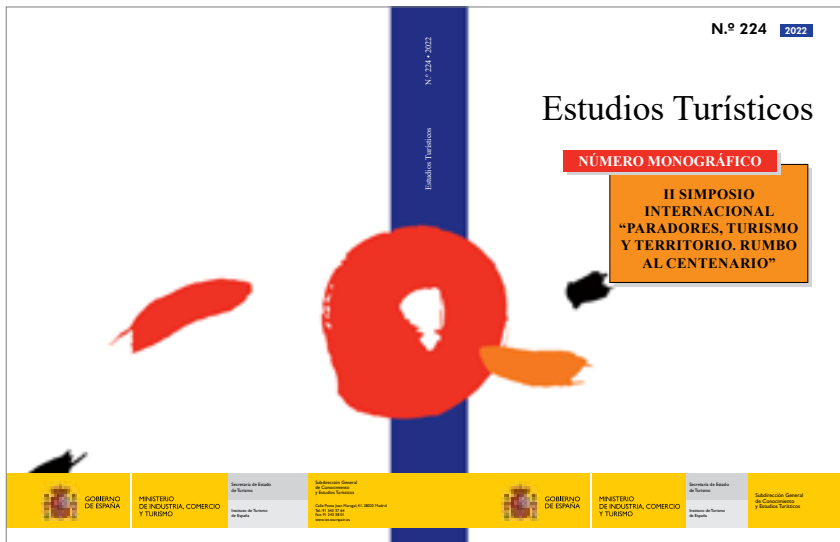 N.º 224 • 2022
Estudios Turísticos
N.º 224 2022
Estudios Turísticos
NÚMERO MONOGRÁFICO
II SIMPOSIO
INTERNACIONAL
“PARADORES, TURISMO
Y TERRITORIO. RUMBO
AL CENTENARIO”
GOBIERNO
DE ESPAÑA
MINISTERIO
DE INDUSTRIA, COMERCIO
Y TURISMO
Secretaría de Estado
de Turismo
Instituto de Turismo
de España
Subdirección General
de Conocimiento
y Estudios Turísticos
GOBIERNO
DE ESPAÑA
MINISTERIO
DE INDUSTRIA, COMERCIO
Y TURISMO
Secretaría de Estado
de Turismo
Instituto de Turismo
de España
Subdirección General
de Conocimiento
y Estudios Turísticos